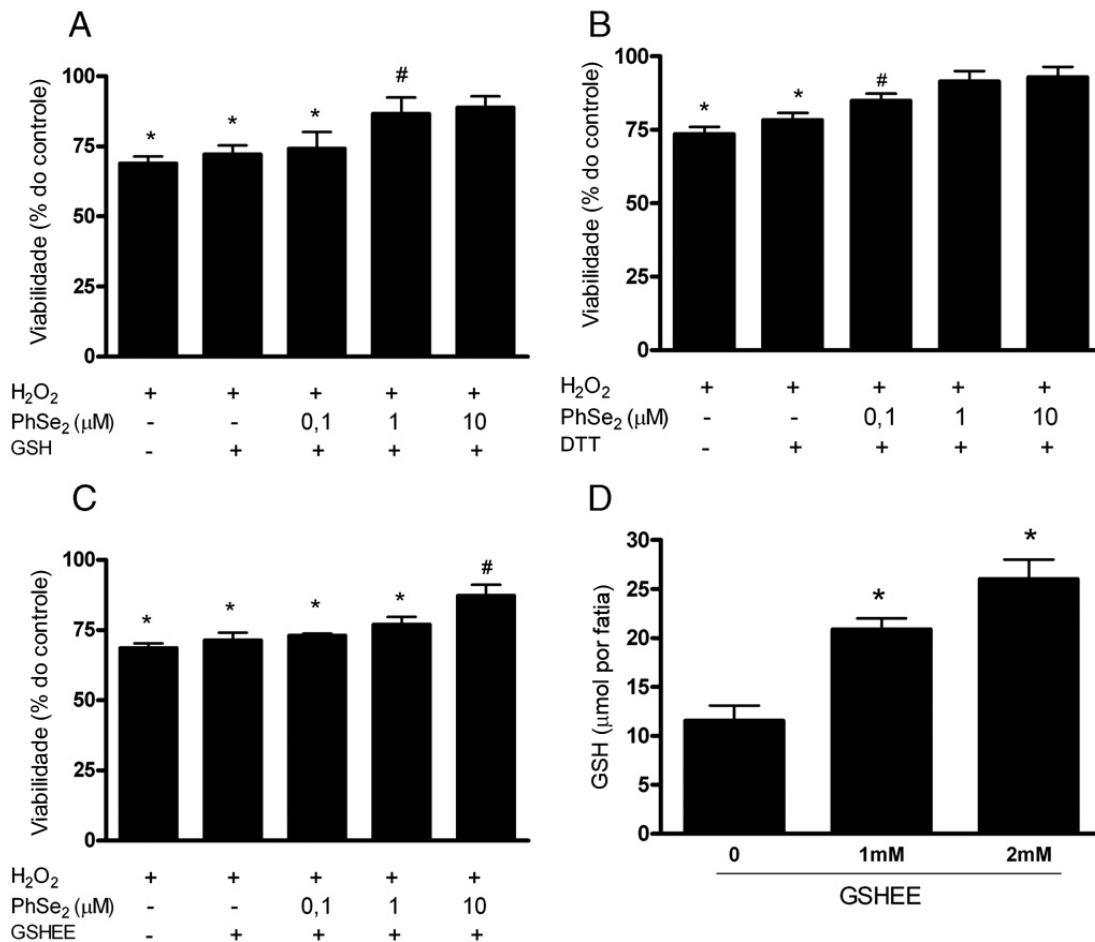 A
Viabilidade (% do controle)
100
75
50
25
0
* * * #
H₂O₂ + + + + +
PhSe₂ (μM) - - 0,1 1 10
GSH - + + + +
B
Viabilidade (% do controle)
100
75
50
25
0
* * #
H₂O₂ + + + + +
PhSe₂ (μM) - - 0,1 1 10
DTT - + + + +
C
Viabilidade (% do controle)
100
75
50
25
0
* * * * #
H₂O₂ + + + + +
PhSe₂ (μM) - - 0,1 1 10
GSHEE - + + + +
D
GSH (μmol por fatia)
30
25
20
15
10
5
0
* *
0 1mM 2mM
GSHEE